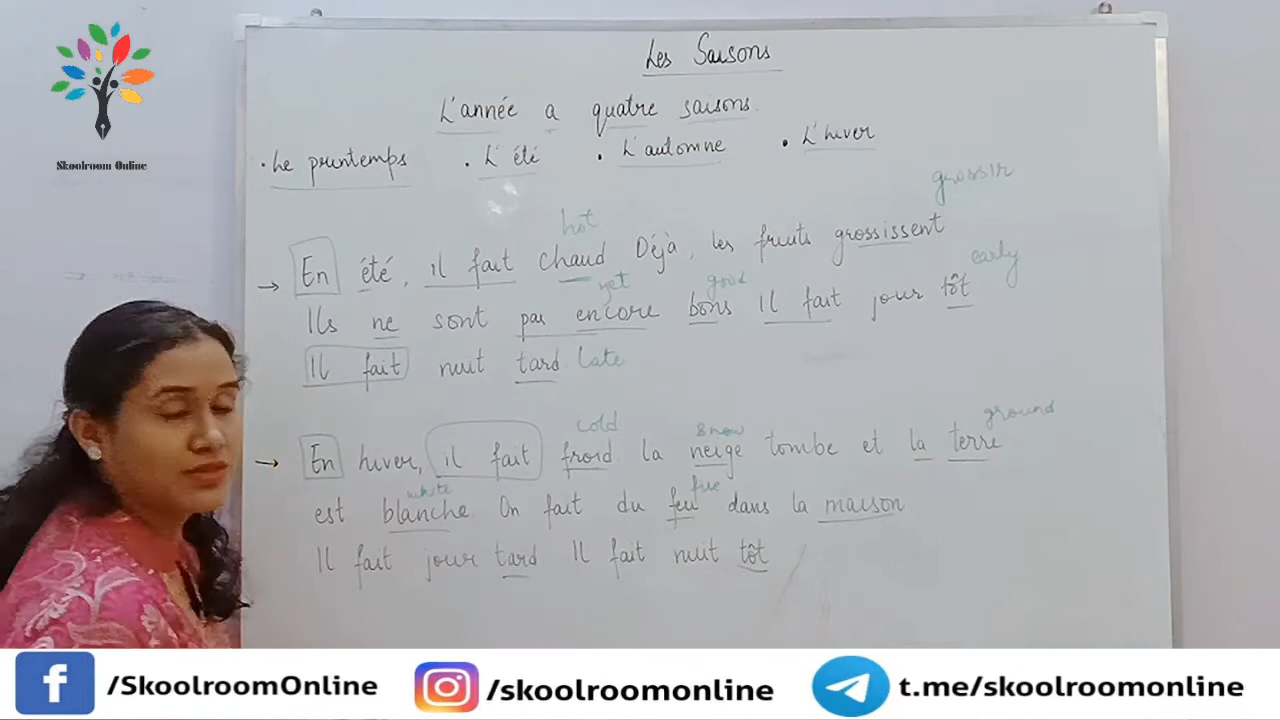 Skoolroom Online
Les Saisons
L'année a quatre saisons.
• Le printemps • L'été • L'automne • L'hiver
grossir
hot
→ En été, il fait chaud Déjà, les fruits grossissent
yet good early
Ils ne sont pas encore bons Il fait jour tôt
Il fait nuit tard late
cold snow ground
→ En hiver, il fait froid la neige tombe et la terre
white fire
est blanche On fait du feu dans la maison
Il fait jour tard Il fait nuit tôt
f /SkoolroomOnline /skoolroomonline t.me/skoolroomonline